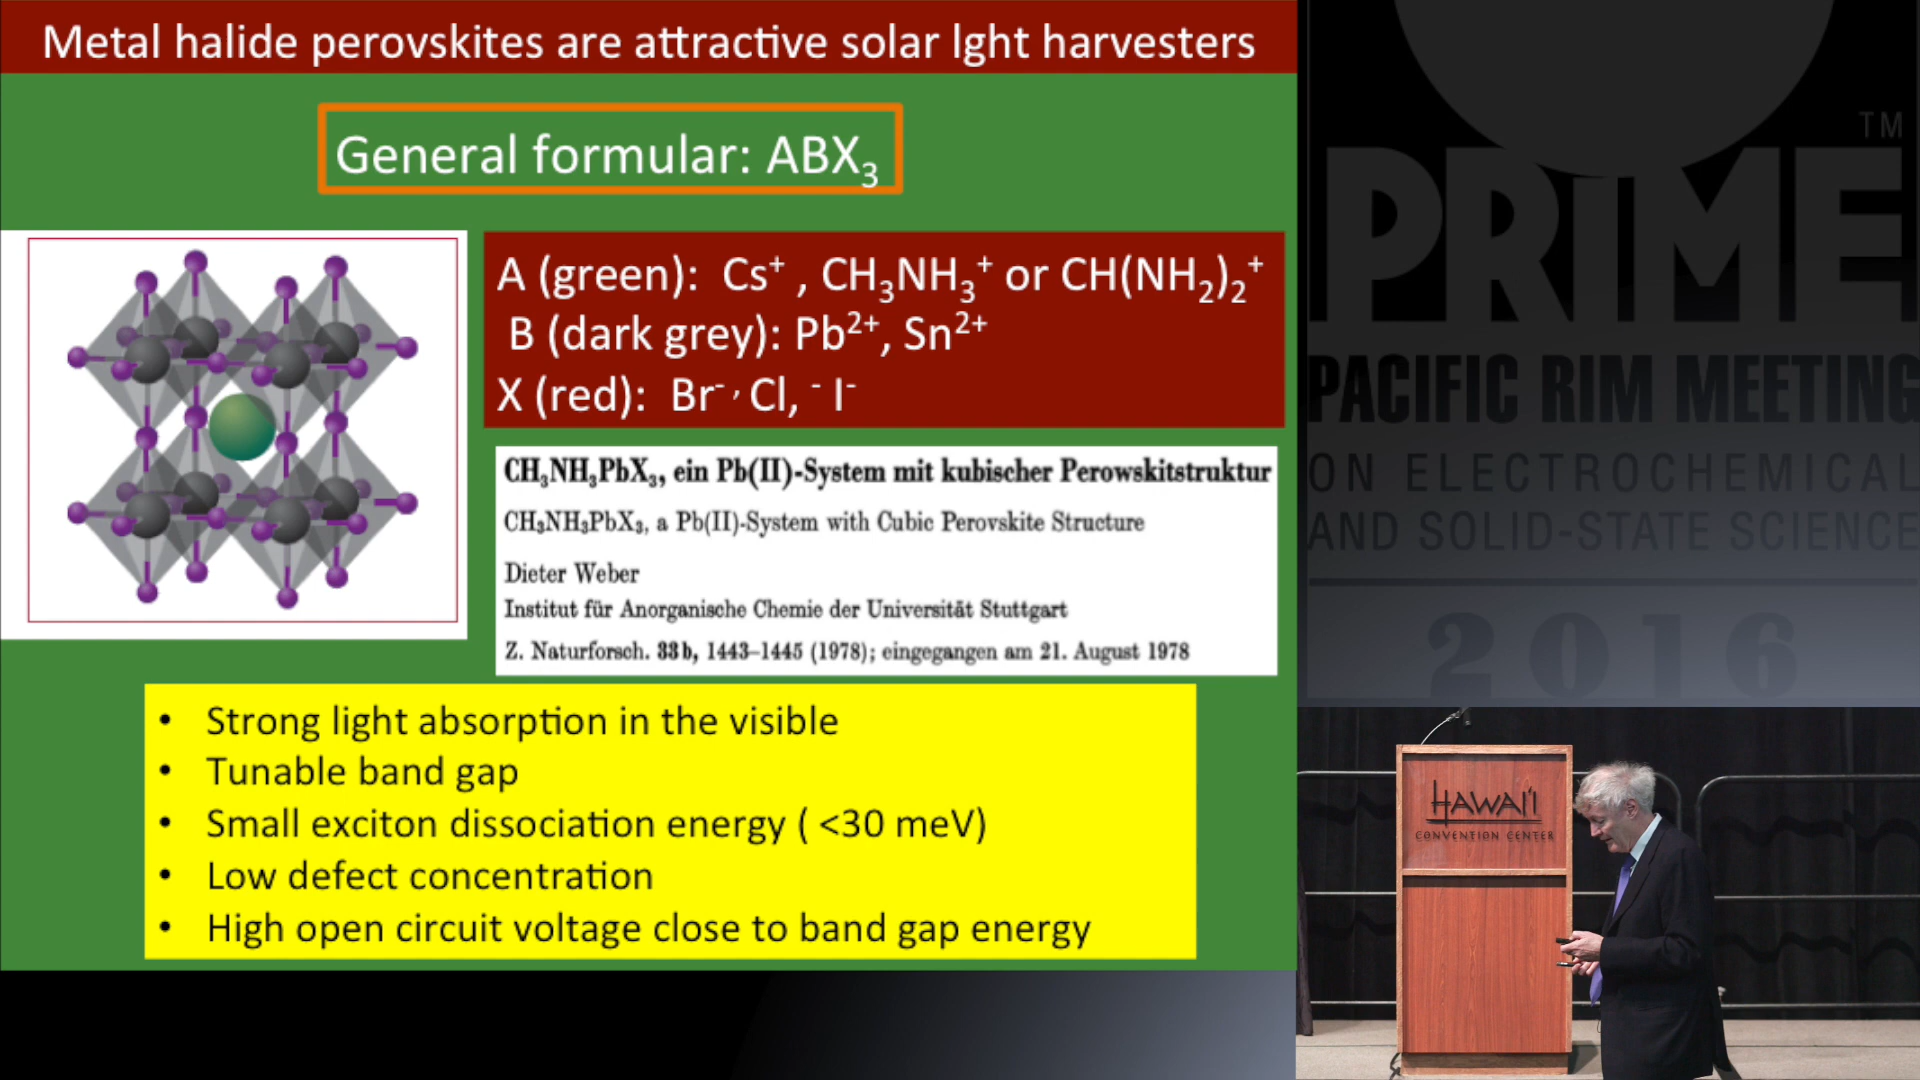 Metal halide perovskites are attractive solar lght harvesters
General formular: ABX₃
A (green): Cs⁺ , CH₃NH₃⁺ or CH(NH₂)₂⁺
B (dark grey): Pb²⁺, Sn²⁺
X (red): Br⁻ ʼ Cl, ⁻ I⁻
CH₃NH₃PbX₃, ein Pb(II)-System mit kubischer Perowskitstruktur
CH₃NH₃PbX₃, a Pb(II)-System with Cubic Perovskite Structure
Dieter Weber
Institut für Anorganische Chemie der Universität Stuttgart
Z. Naturforsch. 33 b, 1443–1445 (1978); eingegangen am 21. August 1978
• Strong light absorption in the visible
• Tunable band gap
• Small exciton dissociation energy ( <30 meV)
• Low defect concentration
• High open circuit voltage close to band gap energy
PRiME™
PACIFIC RIM MEETING
ON ELECTROCHEMICAL
AND SOLID-STATE SCIENCE
2016
HAWAI'I
CONVENTION CENTER